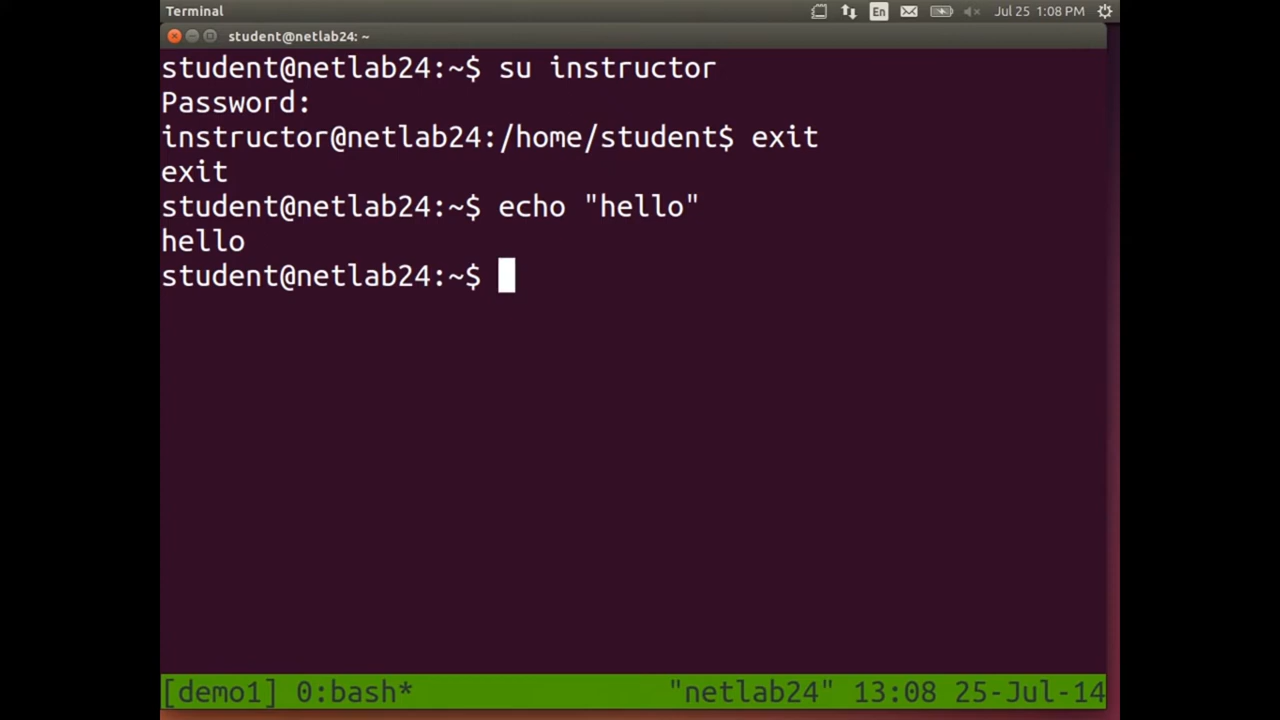 Terminal
En
Jul 25 1:08 PM
student@netlab24: ~
student@netlab24:~$ su instructor
Password:
instructor@netlab24:/home/student$ exit
exit
student@netlab24:~$ echo "hello"
hello
student@netlab24:~$
[demo1] 0:bash* "netlab24" 13:08 25-Jul-14